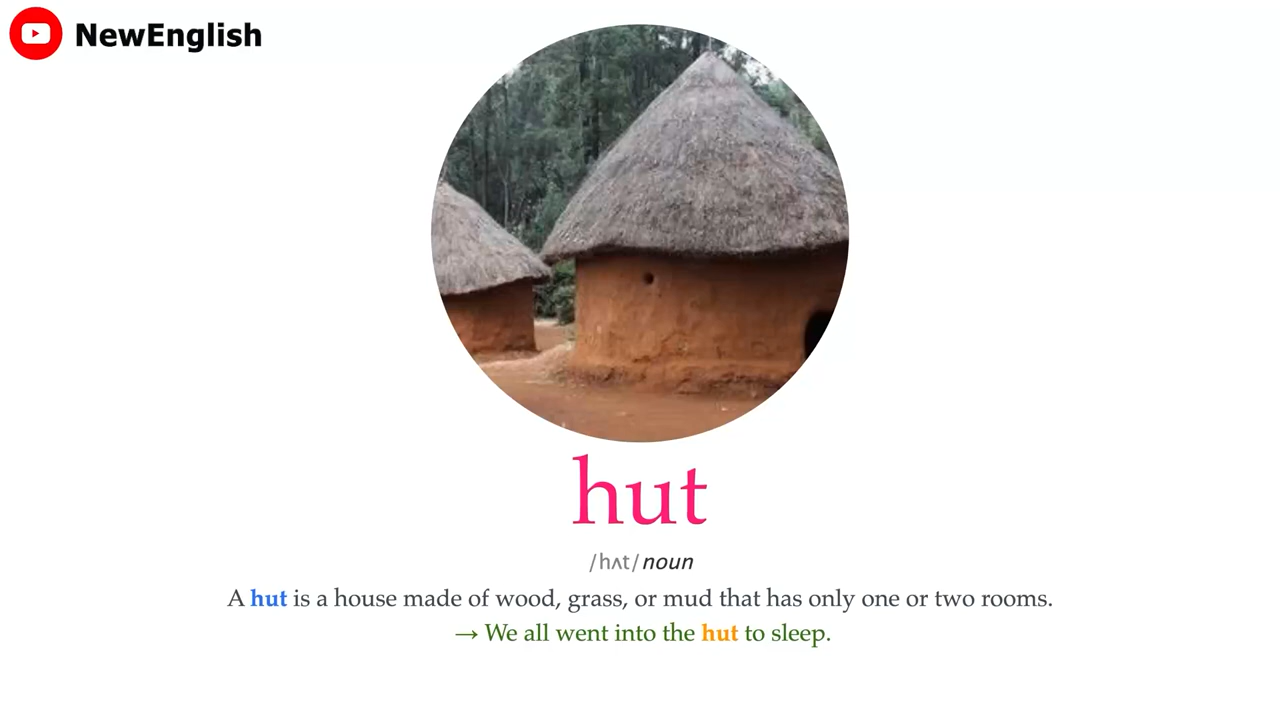 NewEnglish
hut
/hʌt/ noun
A hut is a house made of wood, grass, or mud that has only one or two rooms.
→ We all went into the hut to sleep.